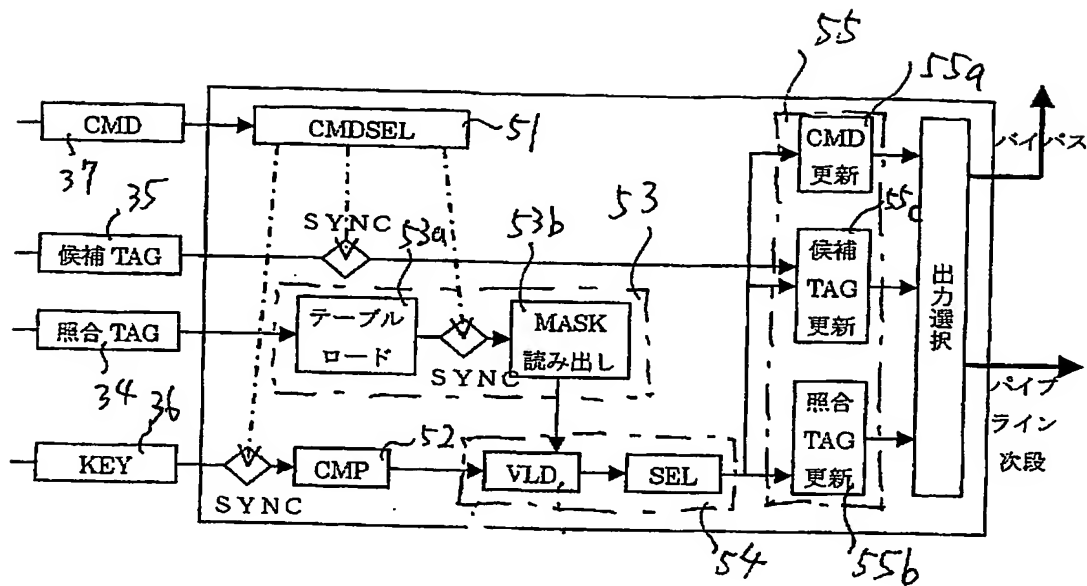 55
55a
CMD
CMDSEL
51
CMD
更新
バイパス
37
35
SYNC
53a
53b
53
55c
候補 TAG
候補
TAG
更新
照合 TAG
テーブル
ロード
SYNC
MASK
読み出し
出力選択
34
36
52
照合
TAG
更新
パイプ
ライン
次段
KEY
SYNC
CMP
VLD
SEL
54
55b